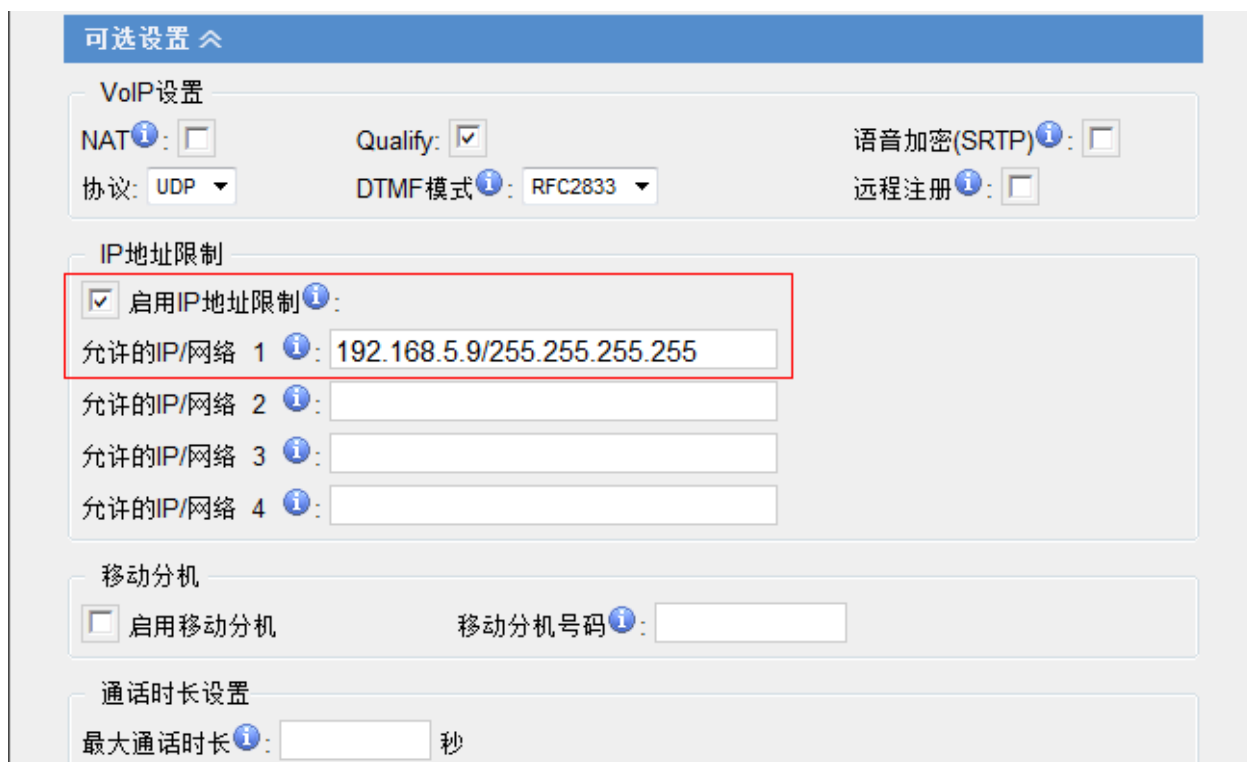 可选设置
VoIP设置
NAT: Qualify: 语音加密(SRTP):
协议: UDP DTMF模式: RFC2833 远程注册:
IP地址限制
启用IP地址限制:
允许的IP/网络 1 : 192.168.5.9/255.255.255.255
允许的IP/网络 2 :
允许的IP/网络 3 :
允许的IP/网络 4 :
移动分机
启用移动分机 移动分机号码:
通话时长设置
最大通话时长: 秒